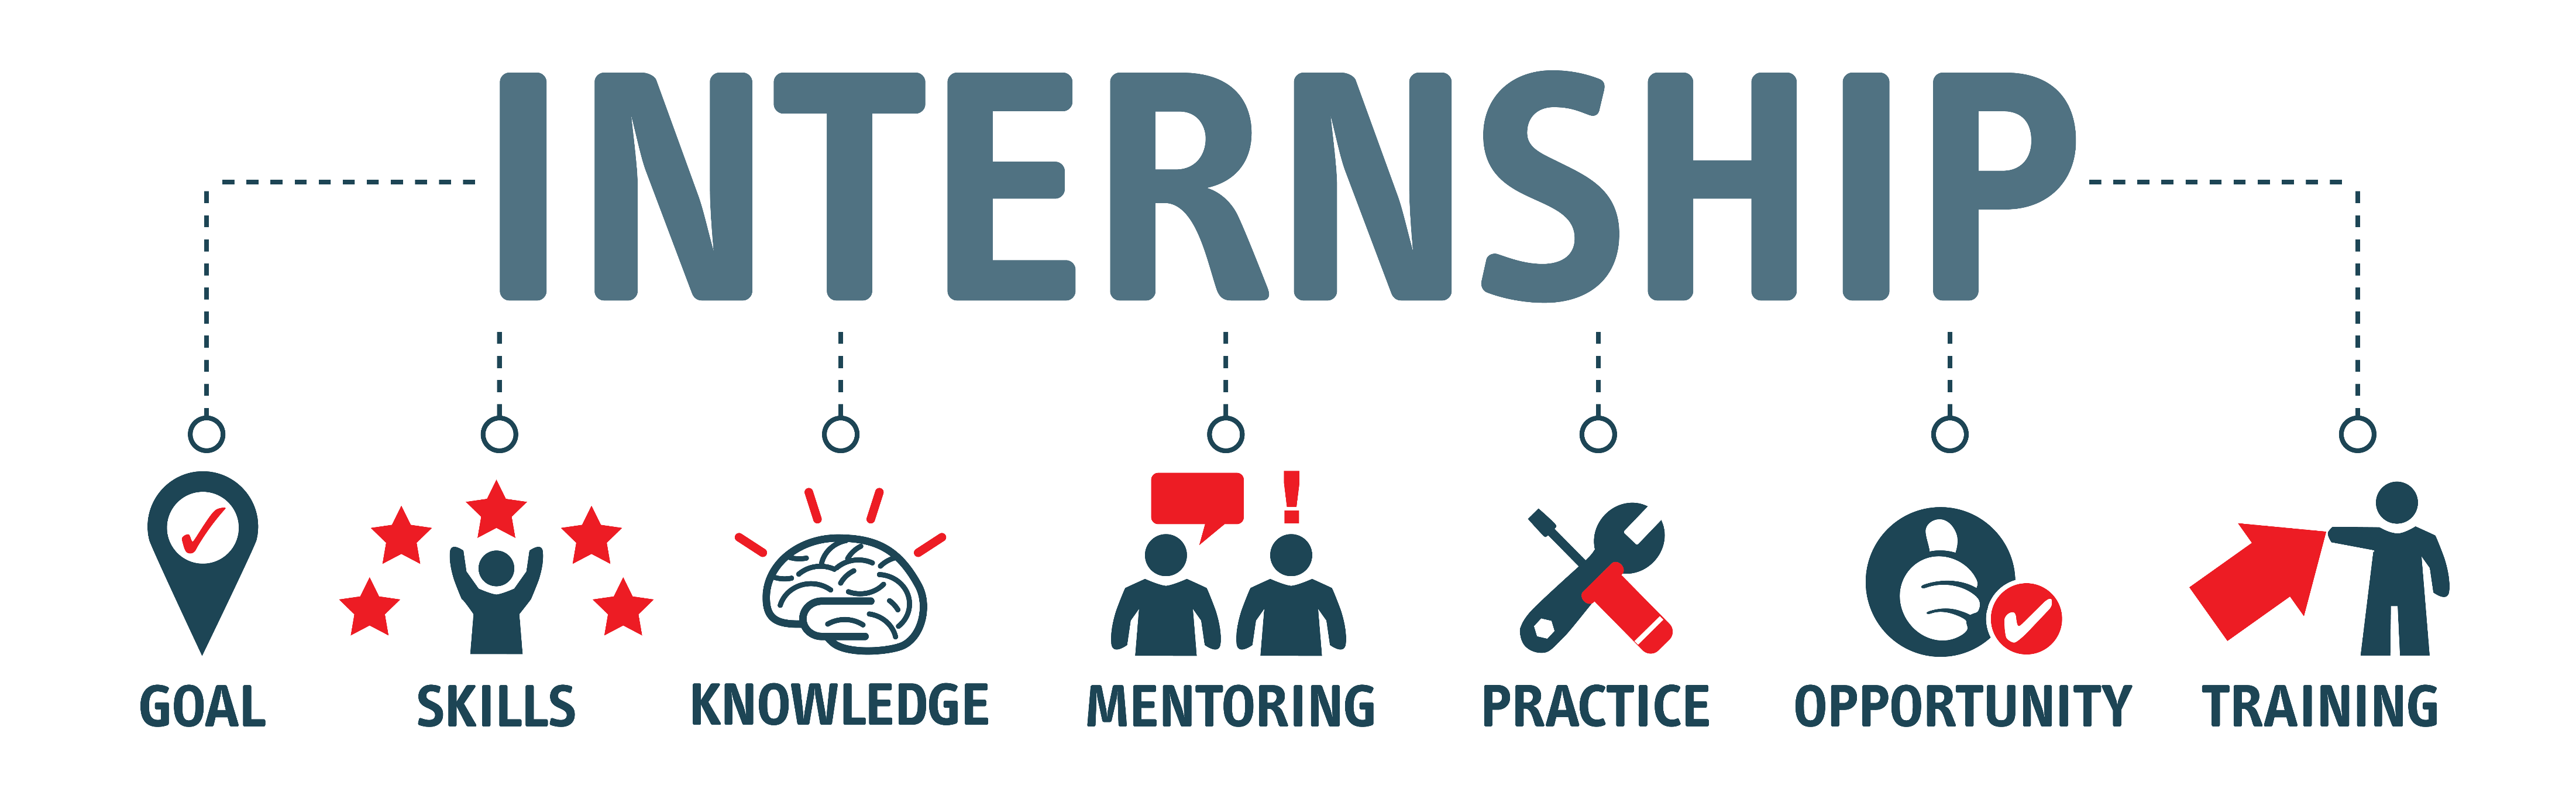 INTERNSHIP
!
GOAL
SKILLS
KNOWLEDGE
MENTORING
PRACTICE
OPPORTUNITY
TRAINING